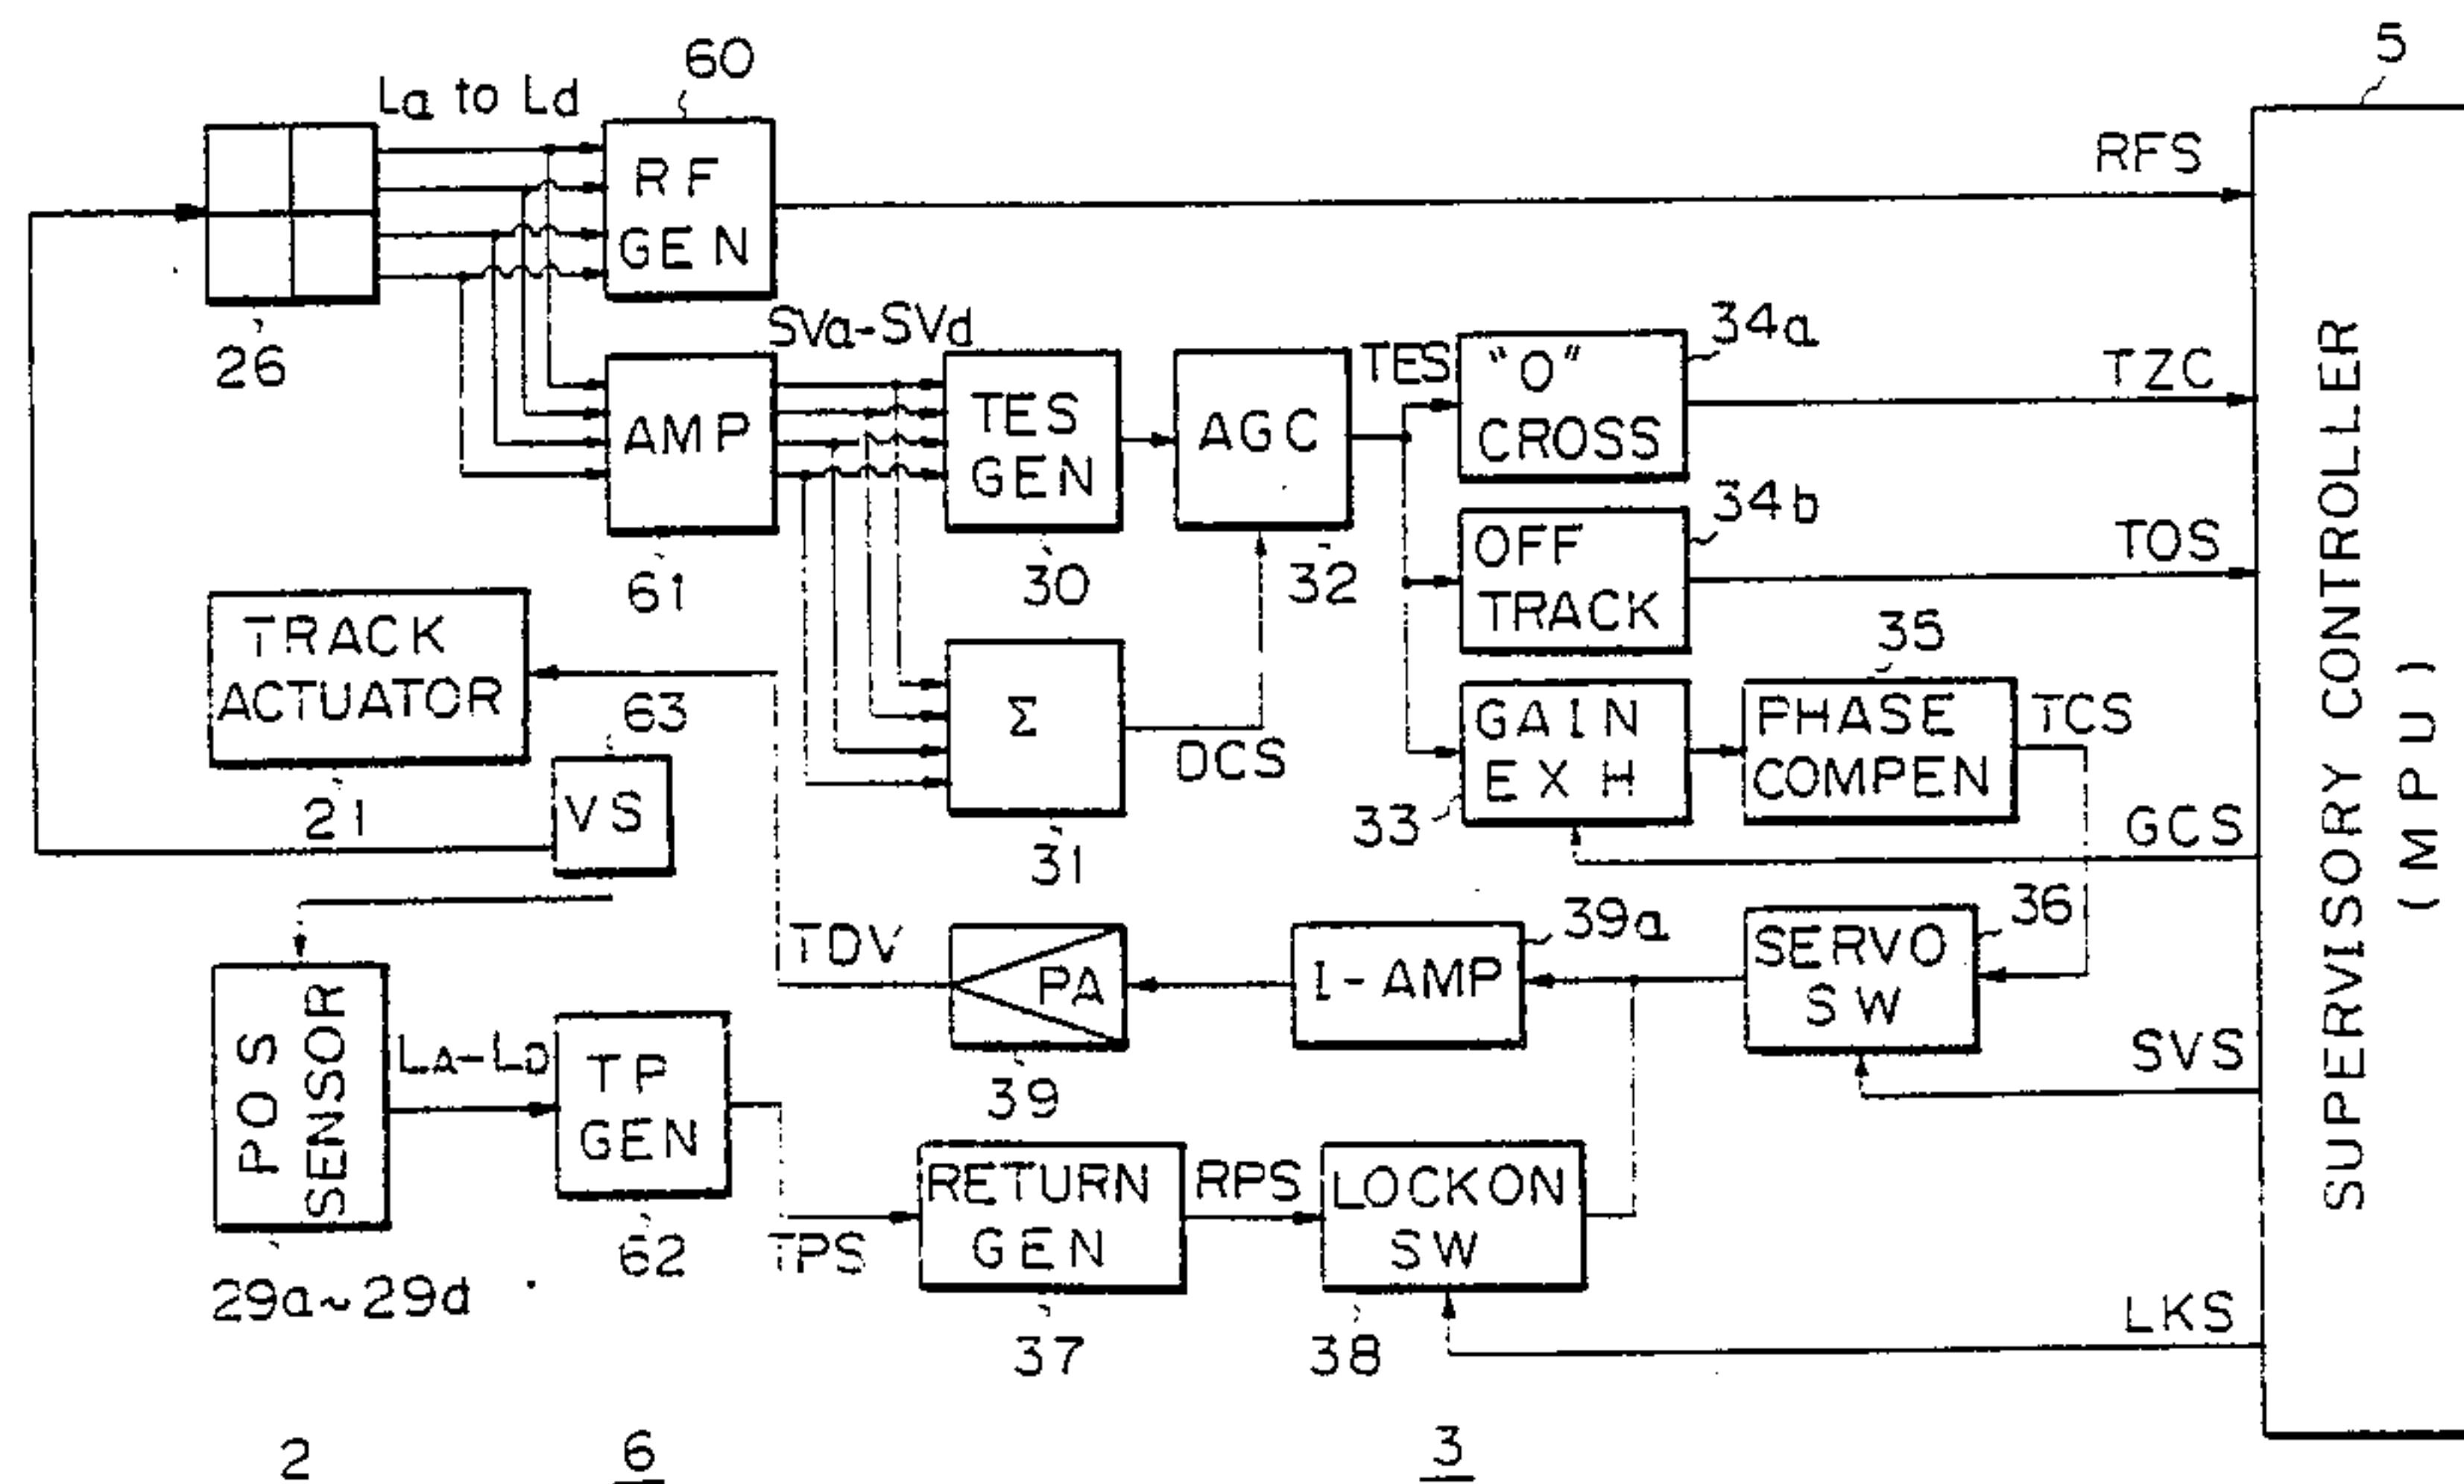 5
60
La to Ld
RFS
RF
GEN
26
SVa-SVd
34a
TES
"O"
CROSS
TZC
AMP
TES
GEN
AGC
34b
61
30
32
OFF
TRACK
TOS
35
TRACK
ACTUATOR
63
Σ
DCS
GAIN
EXH
PHASE
COMPEN
TCS
21
VS
31
33
GCS
36
TDV
PA
39a
I-AMP
SERVO
SW
POS
SENSOR
LA-LD
TP
GEN
39
SVS
SUPERVISORY CONTROLLER
(MPU)
RETURN
GEN
RPS
LOCKON
SW
62
TPS
29a~29d
37
38
LKS
2
6
3